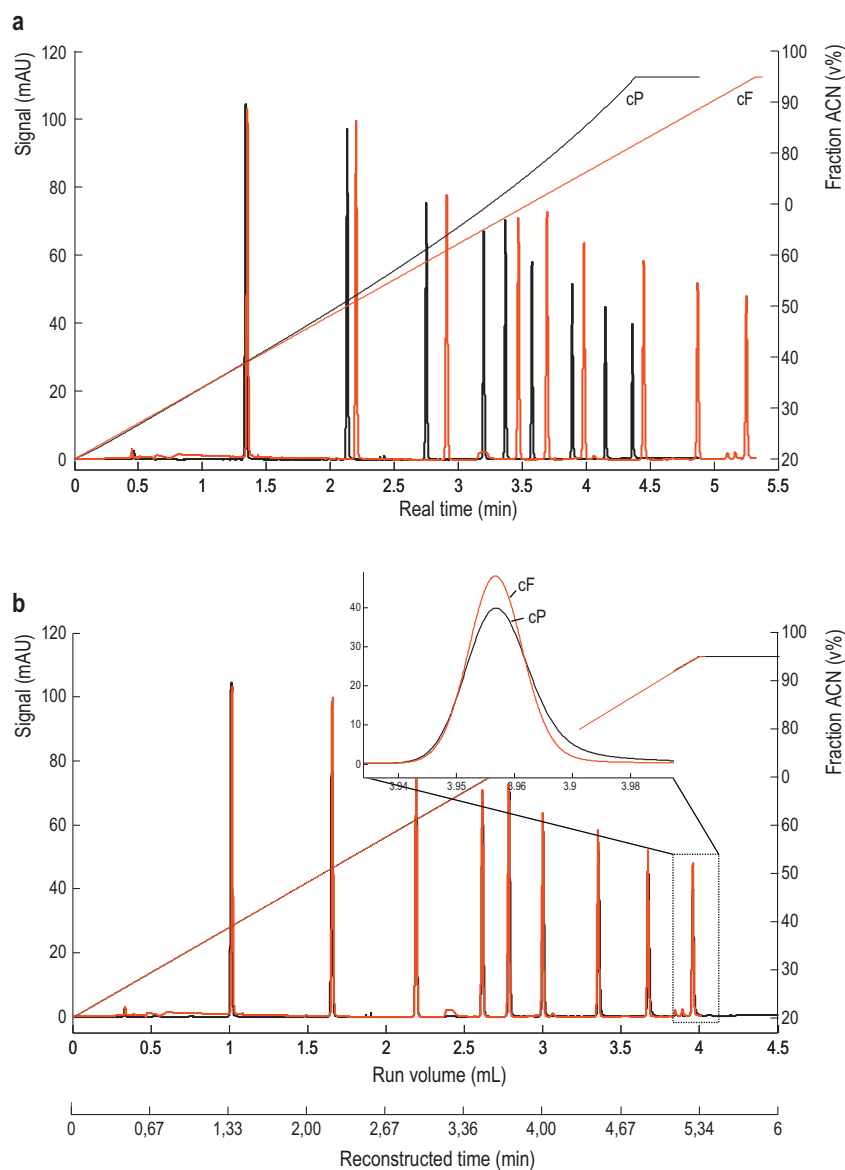 a
Signal (mAU)
120
100
80
60
40
20
0
cP
cF
100
90
80
0
60
50
40
30
20
Fraction ACN (v%)
0 0.5 1 1.5 2 2.5 3 3.5 4 4.5 5 5.5
Real time (min)
b
Signal (mAU)
120
100
80
60
40
20
0
cF
cP
40
30
20
10
0
3.94 3.95 3.96 3.9 3.98
100
90
80
0
60
50
40
30
20
Fraction ACN (v%)
0 0.5 1 1.5 2 2.5 3 3.5 4 4.5
Run volume (mL)
0 0,67 1,33 2,00 2,67 3,36 4,00 4,67 5,34 6
Reconstructed time (min)